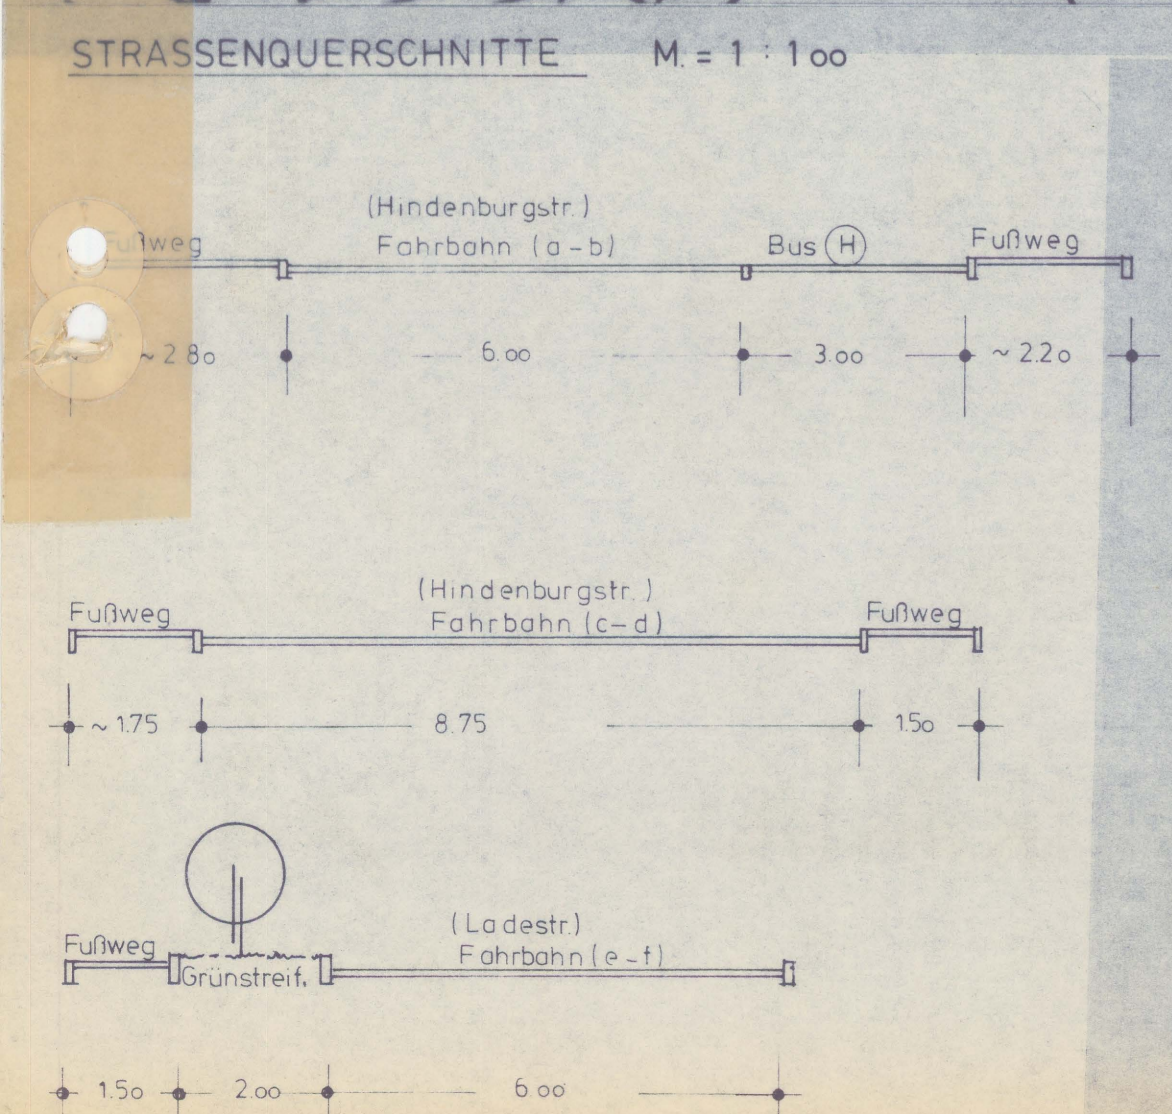 STRASSENQUERSCHNITTE M. = 1 : 100
(Hindenburgstr.)
Fußweg Fahrbahn (a-b) Bus (H) Fußweg
~ 2.80 6.00 3.00 ~ 2.20
(Hindenburgstr.)
Fußweg Fahrbahn (c-d) Fußweg
~ 1.75 8.75 1.50
(Ladestr.)
Fußweg Fahrbahn (e-f)
Grünstreif.
1.50 2.00 6.00